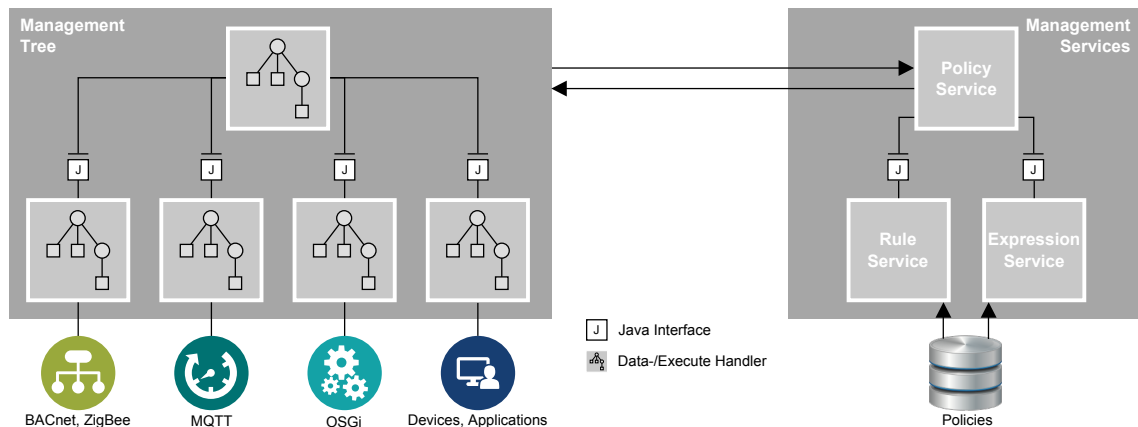 Management
Tree
Management
Services
Policy
Service
J
J
J
J
J
J
Rule
Service
Expression
Service
J
Java Interface
Data-/Execute Handler
BACnet, ZigBee
MQTT
OSGi
Devices, Applications
Policies